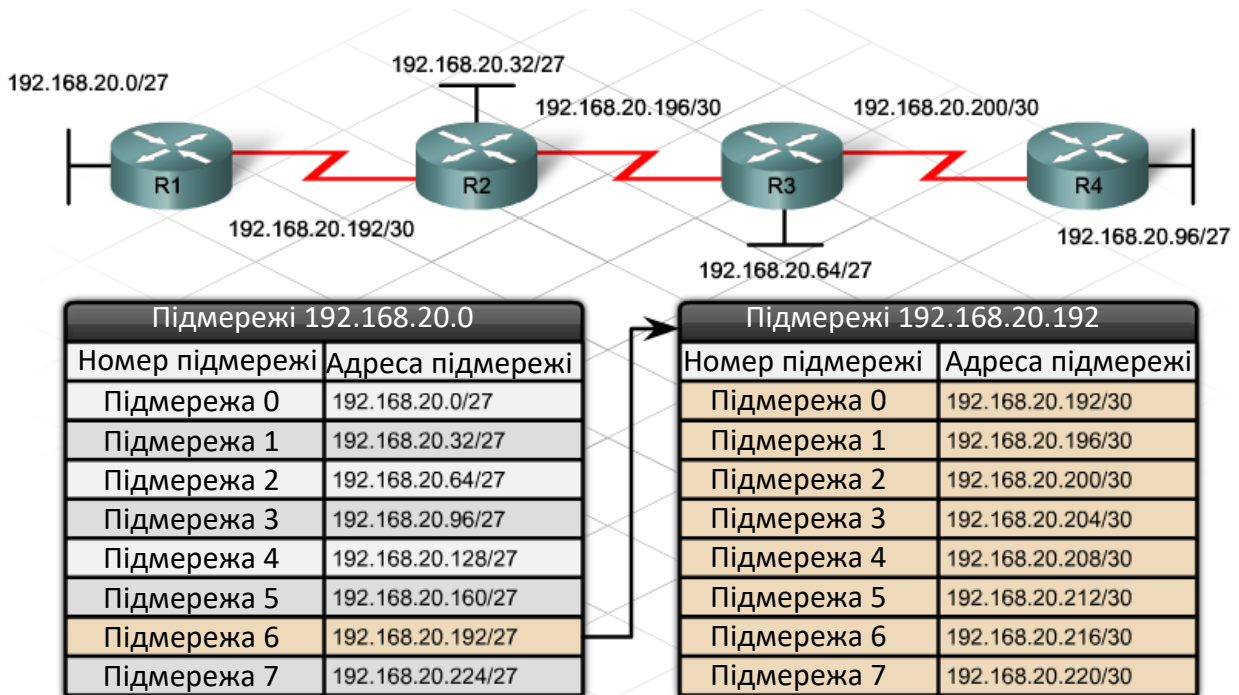 192.168.20.0/27
192.168.20.32/27
192.168.20.196/30
192.168.20.200/30
R1
R2
R3
R4
192.168.20.192/30
192.168.20.64/27
192.168.20.96/27
Підмережі 192.168.20.0
Номер підмережі Адреса підмережі
Підмережа 0 192.168.20.0/27
Підмережа 1 192.168.20.32/27
Підмережа 2 192.168.20.64/27
Підмережа 3 192.168.20.96/27
Підмережа 4 192.168.20.128/27
Підмережа 5 192.168.20.160/27
Підмережа 6 192.168.20.192/27
Підмережа 7 192.168.20.224/27
Підмережі 192.168.20.192
Номер підмережі Адреса підмережі
Підмережа 0 192.168.20.192/30
Підмережа 1 192.168.20.196/30
Підмережа 2 192.168.20.200/30
Підмережа 3 192.168.20.204/30
Підмережа 4 192.168.20.208/30
Підмережа 5 192.168.20.212/30
Підмережа 6 192.168.20.216/30
Підмережа 7 192.168.20.220/30